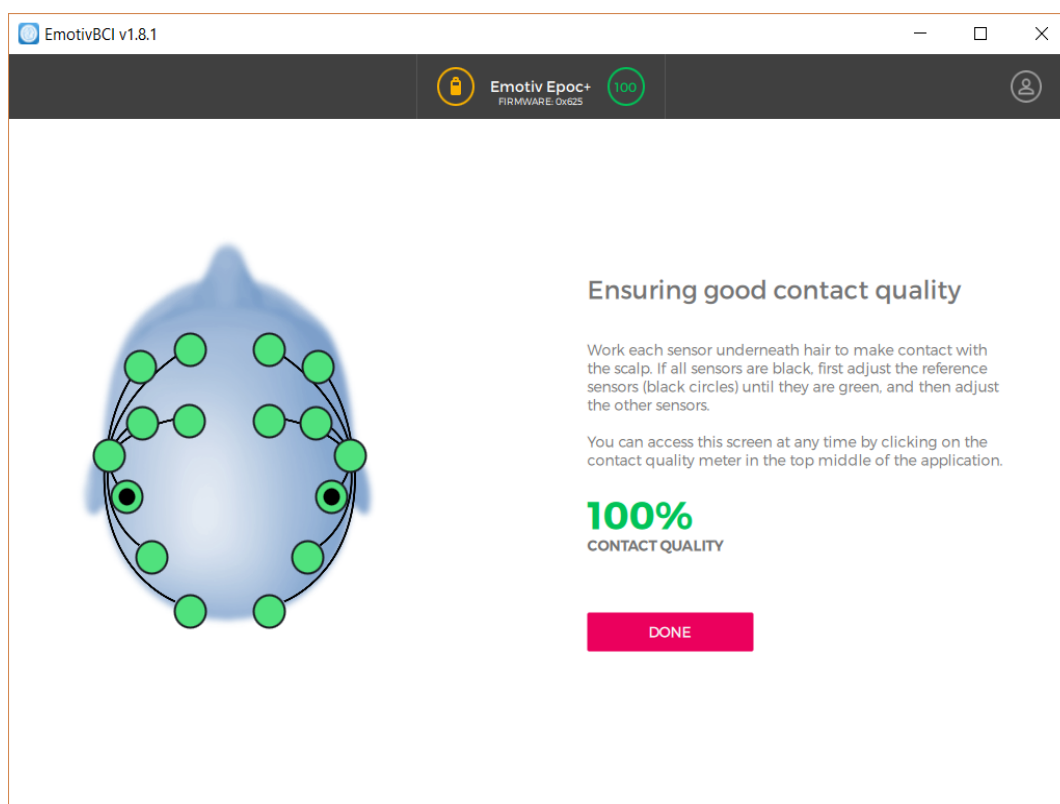 EmotivBCI v1.8.1
Emotiv Epoc+
FIRMWARE: 0x625
100
Ensuring good contact quality
Work each sensor underneath hair to make contact with
the scalp. If all sensors are black, first adjust the reference
sensors (black circles) until they are green, and then adjust
the other sensors.
You can access this screen at any time by clicking on the
contact quality meter in the top middle of the application.
100%
CONTACT QUALITY
DONE